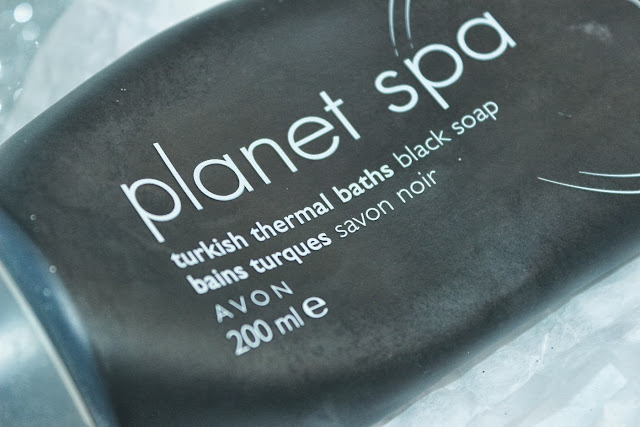 planet spa
turkish thermal baths black soap
bains turques savon noir
AVON
200 ml e